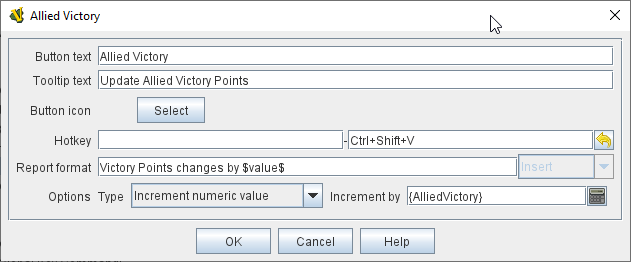 Allied Victory
Button text Allied Victory
Tooltip text Update Allied Victory Points
Button icon Select
Hotkey - Ctrl+Shift+V
Report format Victory Points changes by $value$ Insert
Options Type Increment numeric value Increment by {AlliedVictory}
OK Cancel Help